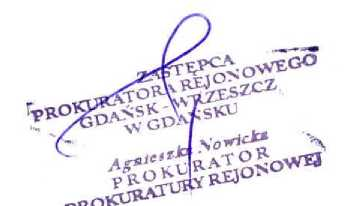 ZASTĘPCA
PROKURATORA REJONOWEGO
GDAŃSK - WRZESZCZ
W GDAŃSKU
Agnieszka Nowicka
PROKURATOR
PROKURATURY REJONOWEJ